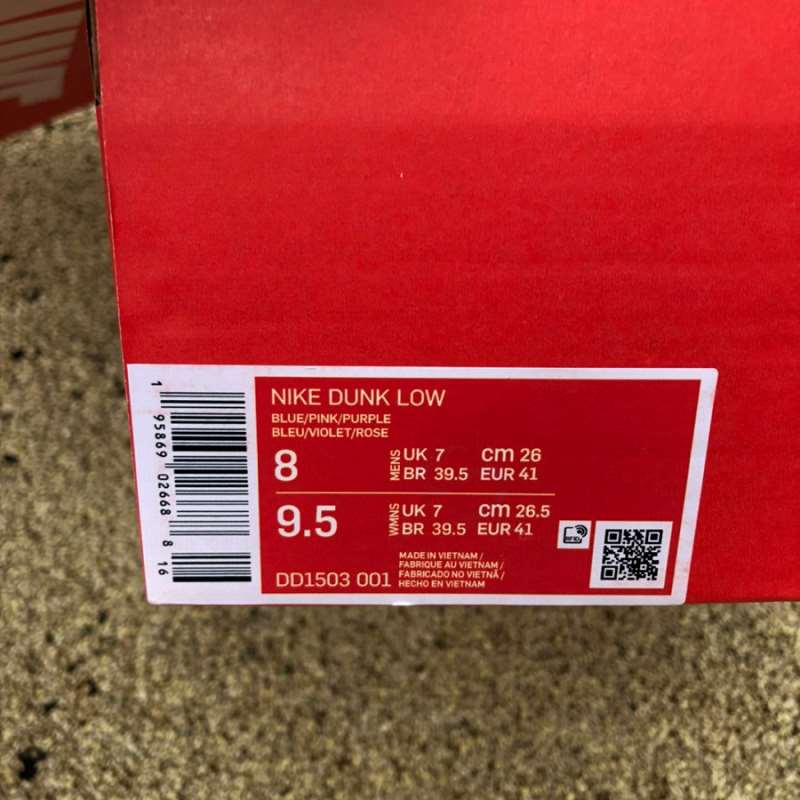 NIKE DUNK LOW
BLUE/PINK/PURPLE
BLEU/VIOLET/ROSE
8 MENS UK 7 cm 26
BR 39.5 EUR 41
9.5 WMNS UK 7 cm 26.5
BR 39.5 EUR 41
DD1503 001
MADE IN VIETNAM /
FABRIQUE AU VIETNAM /
FABRICADO NO VIETNÃ /
HECHO EN VIETNAM
1 95869 02668 8 16